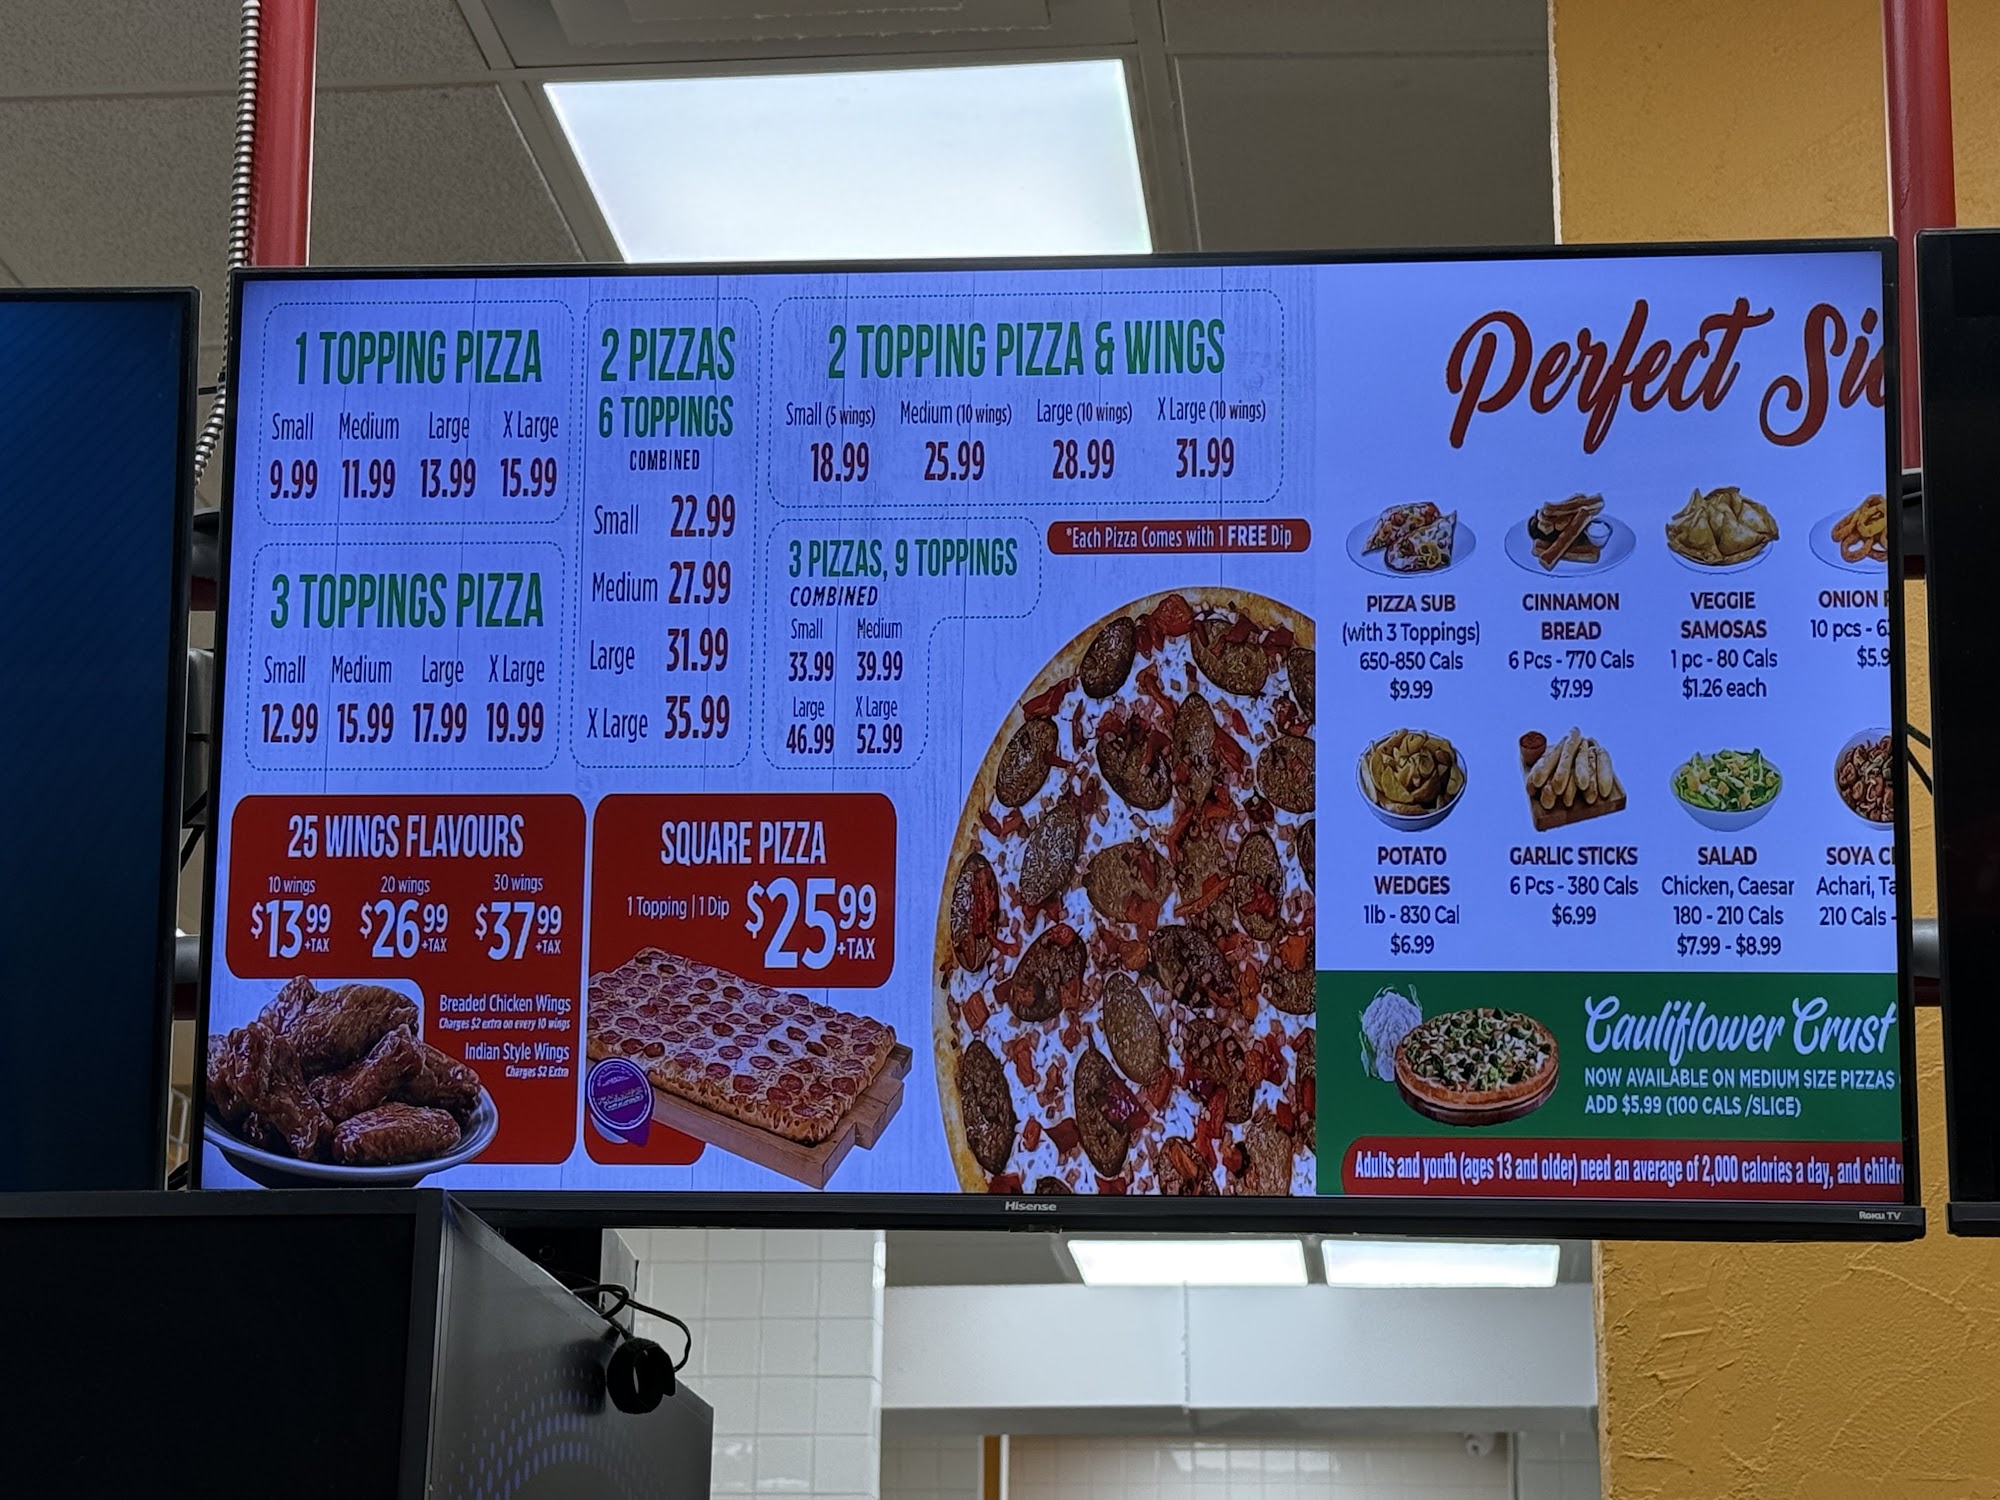 1 TOPPING PIZZA
Small Medium Large X Large
9.99 11.99 13.99 15.99
3 TOPPINGS PIZZA
Small Medium Large X Large
12.99 15.99 17.99 19.99
2 PIZZAS
6 TOPPINGS
COMBINED
Small 22.99
Medium 27.99
Large 31.99
X Large 35.99
2 TOPPING PIZZA & WINGS
Small (5 wings) Medium (10 wings) Large (10 wings) X Large (10 wings)
18.99 25.99 28.99 31.99
*Each Pizza Comes with 1 FREE Dip
3 PIZZAS, 9 TOPPINGS
COMBINED
Small Medium
33.99 39.99
Large X Large
46.99 52.99
25 WINGS FLAVOURS
10 wings 20 wings 30 wings
$13.99 $26.99 $37.99
+TAX +TAX +TAX
Breaded Chicken Wings
Charges $2 extra on every 10 wings
Indian Style Wings
Charges $2 Extra
SQUARE PIZZA
1 Topping | 1 Dip $25.99
+TAX
Perfect Si
PIZZA SUB
(with 3 Toppings)
650-850 Cals
$9.99
CINNAMON
BREAD
6 Pcs - 770 Cals
$7.99
VEGGIE
SAMOSAS
1 pc - 80 Cals
$1.26 each
ONION
10 pcs - 6
$5.9
POTATO
WEDGES
1lb - 830 Cal
$6.99
GARLIC STICKS
6 Pcs - 380 Cals
$6.99
SALAD
Chicken, Caesar
180 - 210 Cals
$7.99 - $8.99
SOYA C
Achari, Ta
210 Cals -
Cauliflower Crust
NOW AVAILABLE ON MEDIUM SIZE PIZZAS
ADD $5.99 (100 CALS /SLICE)
Adults and youth (ages 13 and older) need an average of 2,000 calories a day, and childr
Hisense
Roku TV